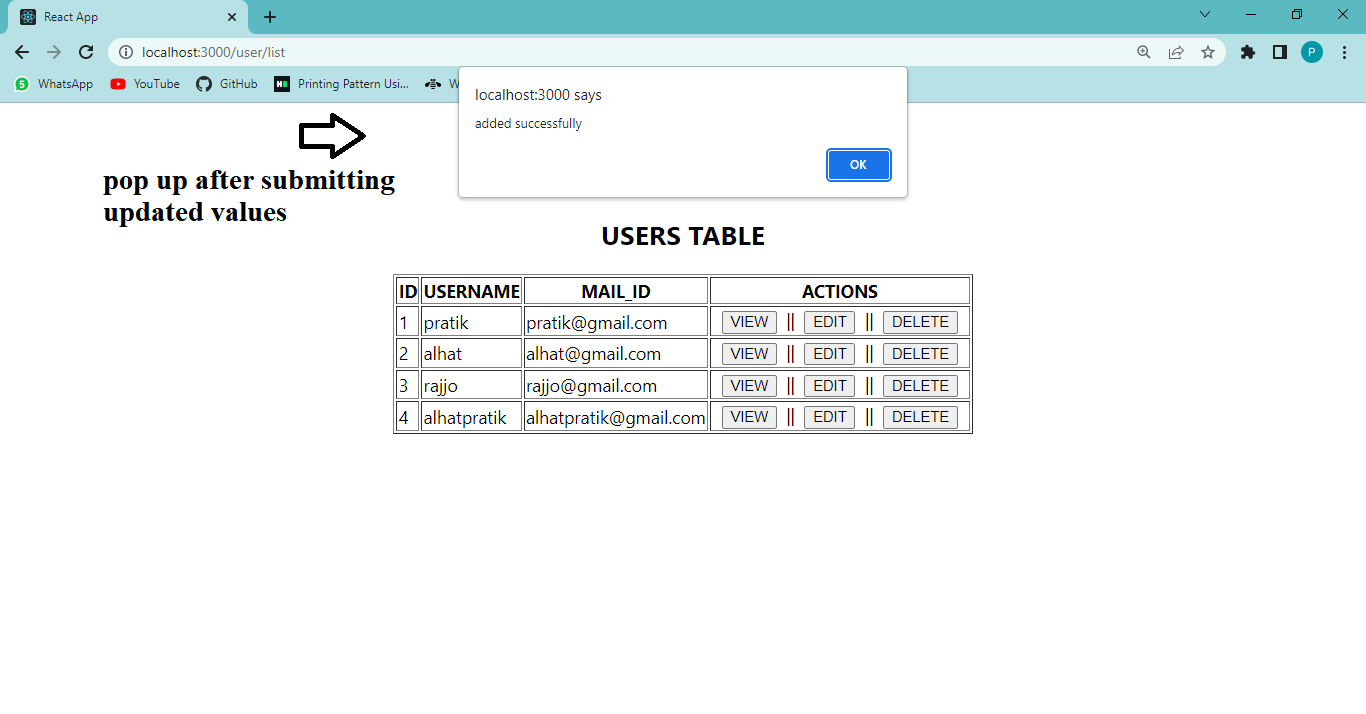 React App
localhost:3000/user/list
P
5 WhatsApp YouTube GitHub Printing Pattern Usi... W
localhost:3000 says
added successfully
OK
pop up after submitting
updated values
USERS TABLE
ID USERNAME MAIL_ID ACTIONS
1 pratik pratik@gmail.com VIEW || EDIT || DELETE
2 alhat alhat@gmail.com VIEW || EDIT || DELETE
3 rajjo rajjo@gmail.com VIEW || EDIT || DELETE
4 alhatpratik alhatpratik@gmail.com VIEW || EDIT || DELETE